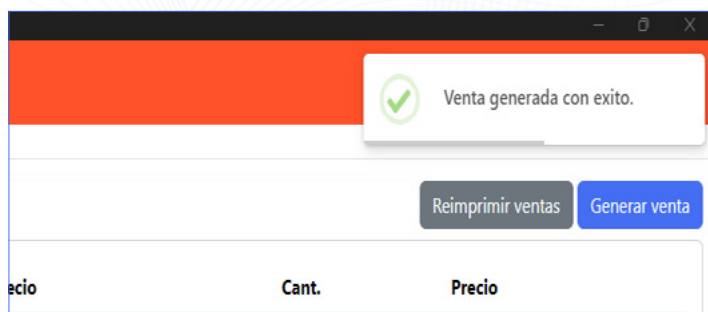 Venta generada con exito.
Reimprimir ventas Generar venta
ecio Cant. Precio